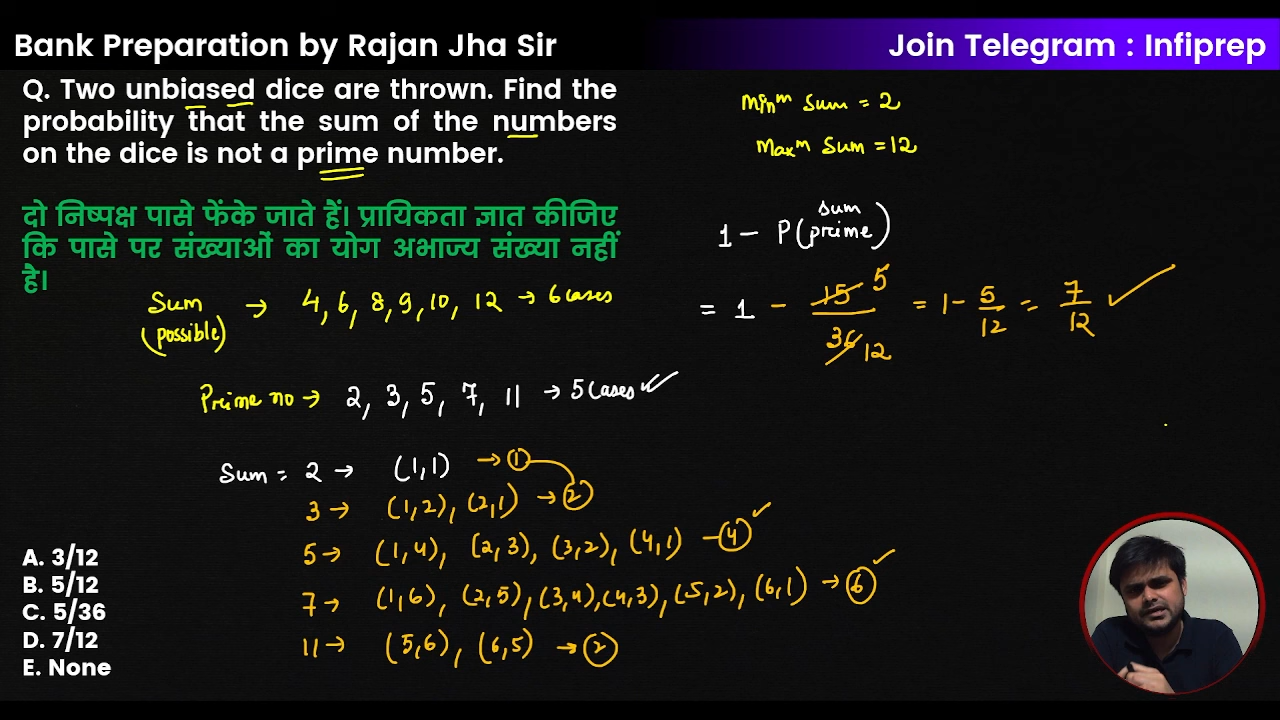 Bank Preparation by Rajan Jha Sir
Join Telegram : Infiprep
Q. Two unbiased dice are thrown. Find the
probability that the sum of the numbers
on the dice is not a prime number.
दो निष्पक्ष पासे फेंके जाते हैं। प्रायिकता ज्ञात कीजिए
कि पासे पर संख्याओं का योग अभाज्य संख्या नहीं
है।
Sum (possible) → 4, 6, 8, 9, 10, 12 → 6 cases
Prime no → 2, 3, 5, 7, 11 → 5 Cases ✓
Sum = 2 → (1,1) → 1
3 → (1,2), (2,1) → 2
5 → (1,4), (2,3), (3,2), (4,1) – 4 ✓
7 → (1,6), (2,5), (3,4), (4,3), (5,2), (6,1) → 6 ✓
11 → (5,6), (6,5) → 2
A. 3/12
B. 5/12
C. 5/36
D. 7/12
E. None
minm sum = 2
maxm sum = 12
1 – P(sum prime)
= 1 – 15/36 5/12 = 1 – 5/12 = 7/12 ✓